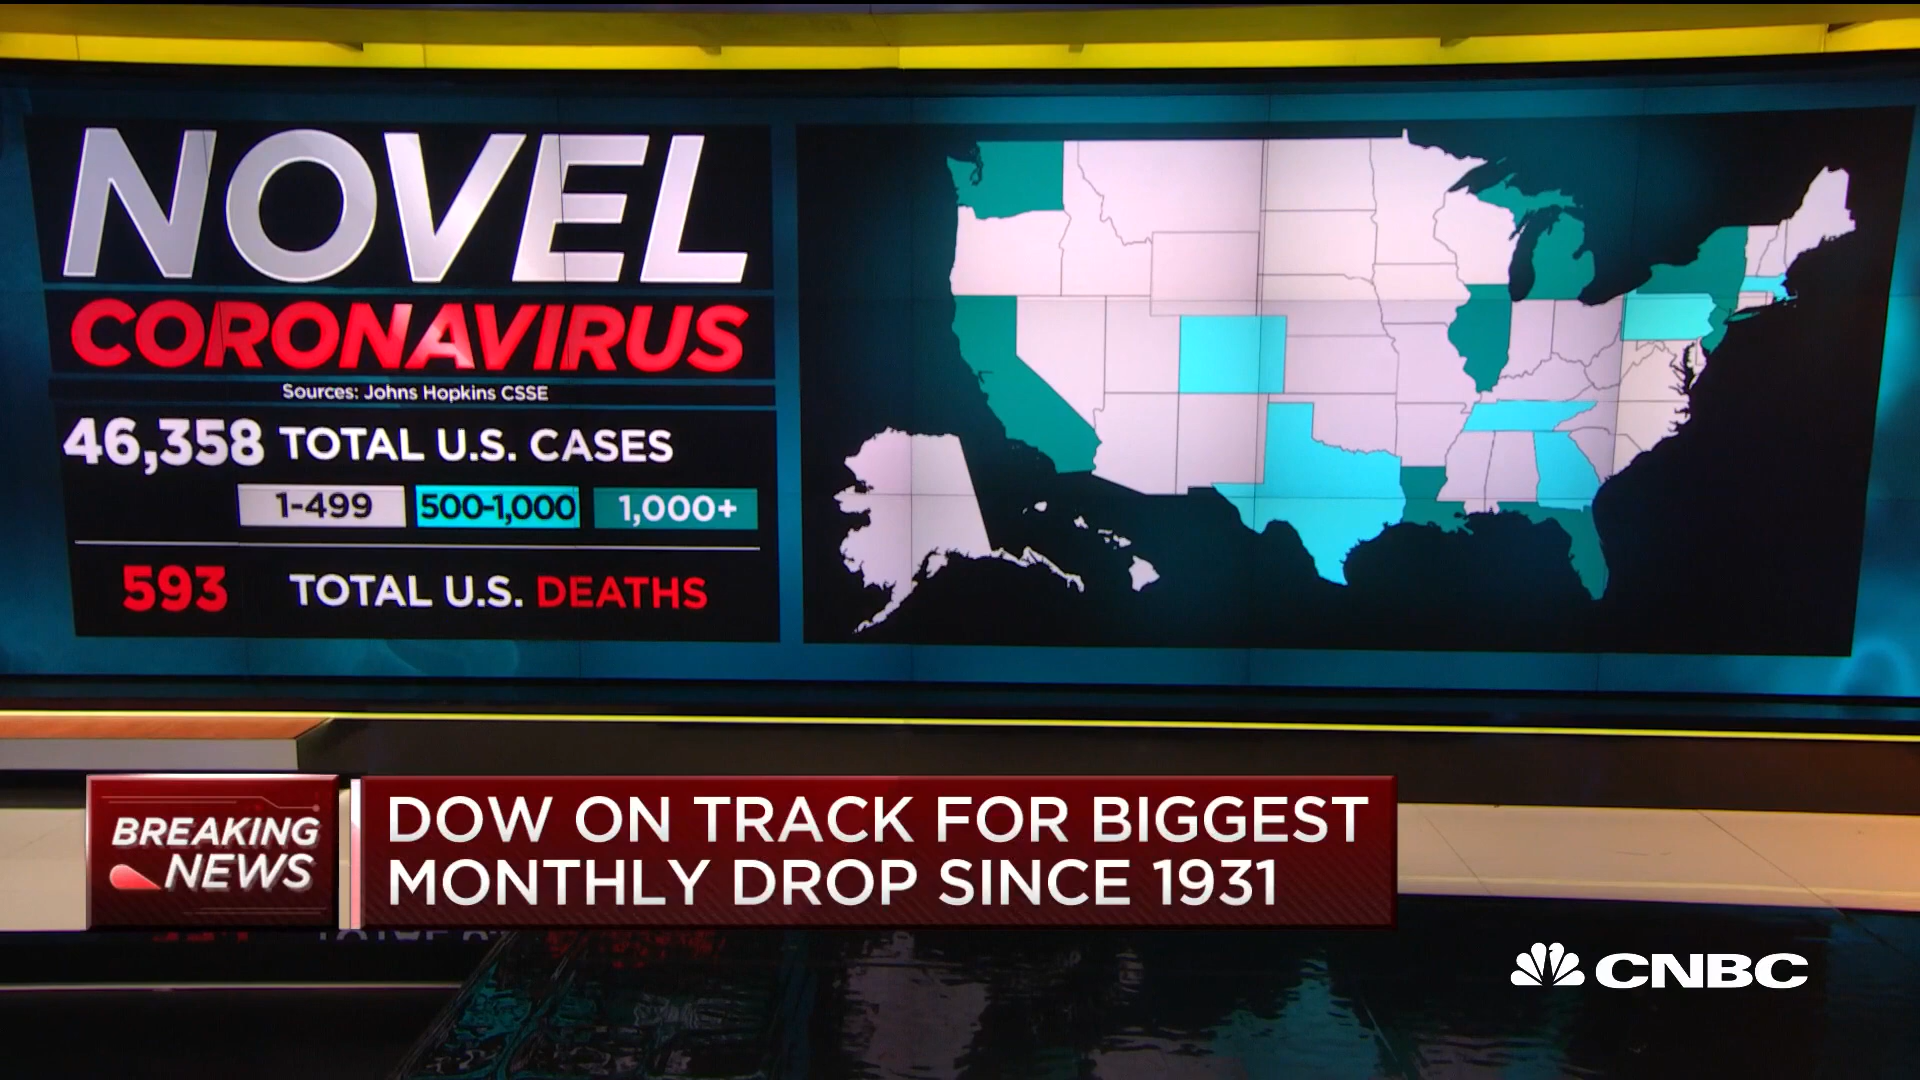 NOVEL
CORONAVIRUS
Sources: Johns Hopkins CSSE
46,358 TOTAL U.S. CASES
1-499 500-1,000 1,000+
593 TOTAL U.S. DEATHS
BREAKING
NEWS
DOW ON TRACK FOR BIGGEST
MONTHLY DROP SINCE 1931
CNBC